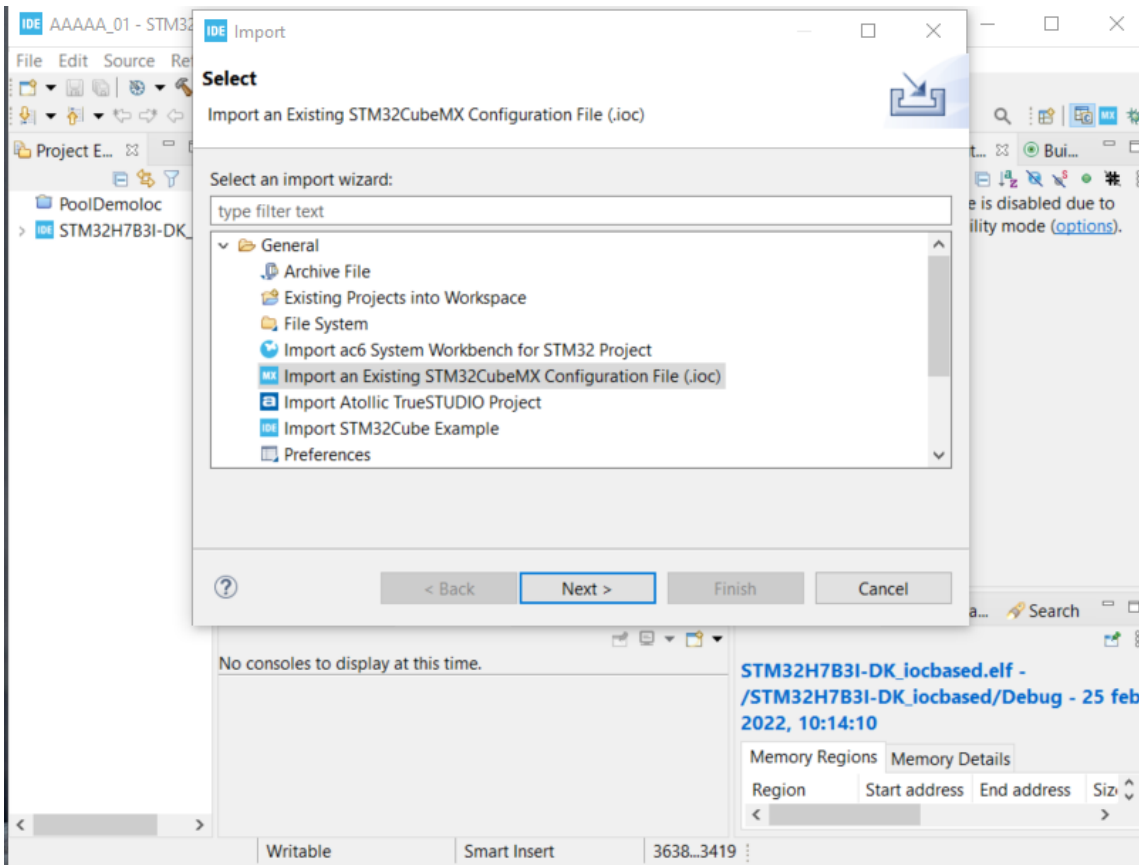 IDE AAAAA_01 - STM32
IDE Import
File Edit Source Re
Select
Import an Existing STM32CubeMX Configuration File (.ioc)
MX
Project E...
t... Bui...
Select an import wizard:
type filter text
PoolDemoIoc
IDE STM32H7B3I-DK_
e is disabled due to
ility mode (options).
General
Archive File
Existing Projects into Workspace
File System
Import ac6 System Workbench for STM32 Project
MX Import an Existing STM32CubeMX Configuration File (.ioc)
a Import Atollic TrueSTUDIO Project
IDE Import STM32Cube Example
Preferences
? < Back Next > Finish Cancel
a... Search
No consoles to display at this time.
STM32H7B3I-DK_iocbased.elf -
/STM32H7B3I-DK_iocbased/Debug - 25 feb
2022, 10:14:10
Memory Regions Memory Details
Region Start address End address Siz
Writable Smart Insert 3638...3419